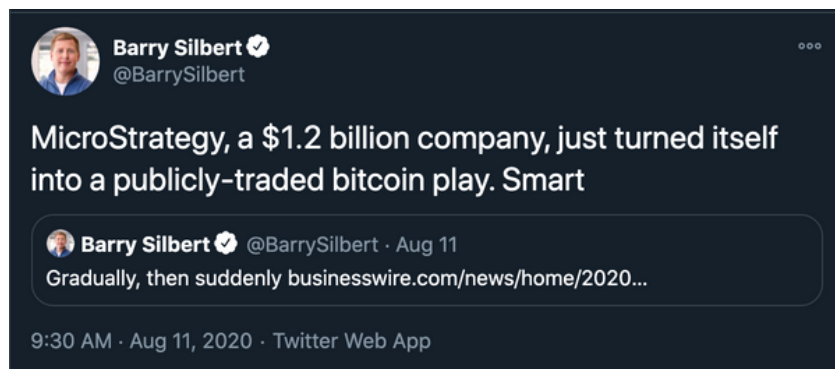 Barry Silbert
@BarrySilbert
MicroStrategy, a $1.2 billion company, just turned itself
into a publicly-traded bitcoin play. Smart
Barry Silbert @BarrySilbert · Aug 11
Gradually, then suddenly businesswire.com/news/home/2020...
9:30 AM · Aug 11, 2020 · Twitter Web App